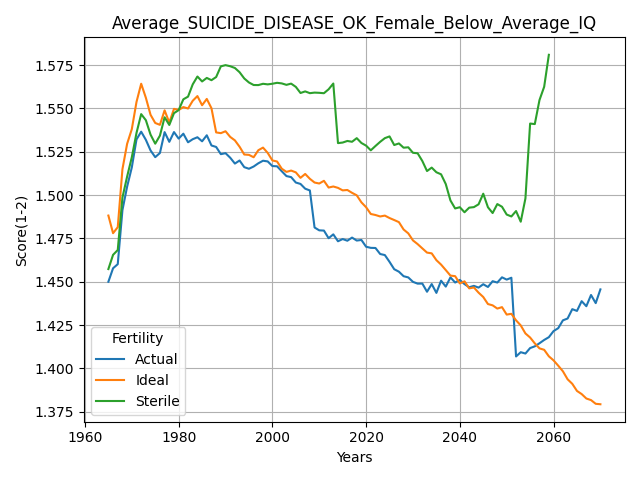 Average_SUICIDE_DISEASE_OK_Female_Below_Average_IQ
Score(1-2)
1.575
1.550
1.525
1.500
1.475
1.450
1.425
1.400
1.375
Fertility
Actual
Ideal
Sterile
1960 1980 2000 2020 2040 2060
Years